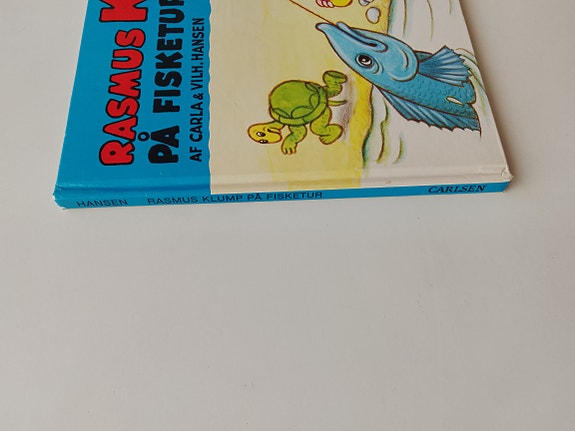 RASMUS K
PÅ FISKETUR
AF CARLA & VILH. HANSEN
HANSEN RASMUS KLUMP PÅ FISKETUR CARLSEN